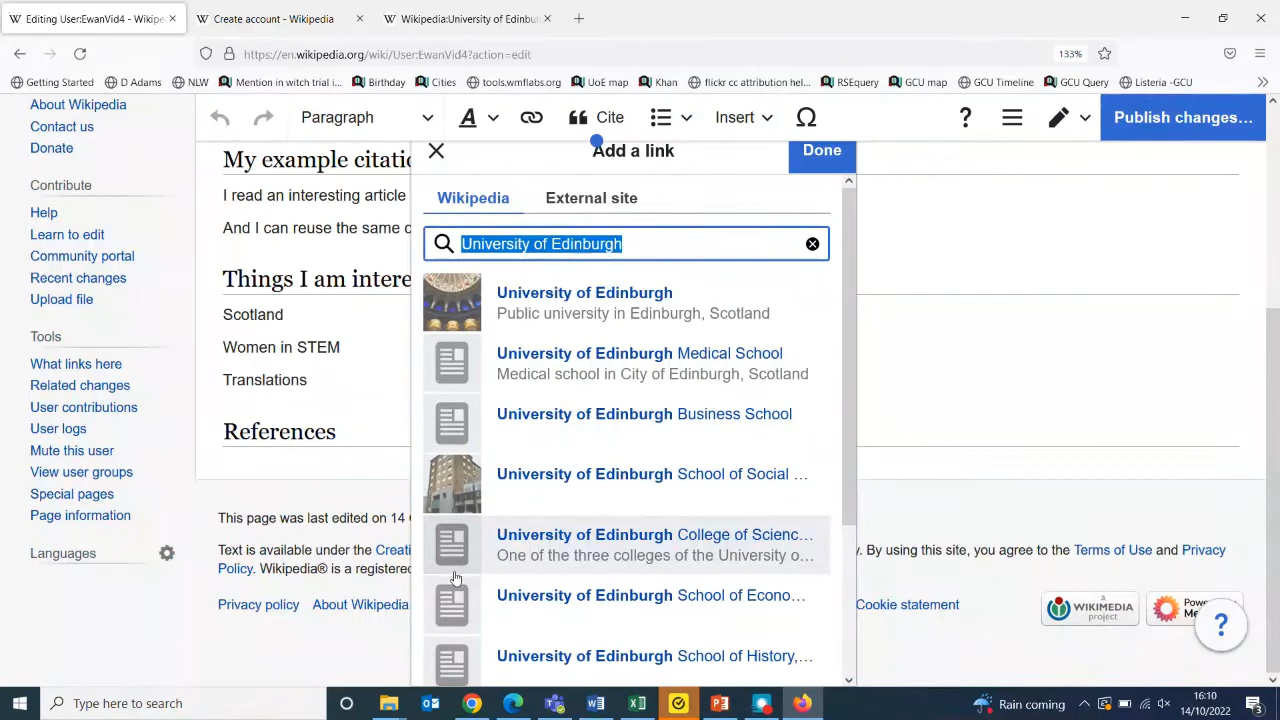 Editing User:EwanVid4 - Wikipe
Create account - Wikipedia
Wikipedia:University of Edinbu
https://en.wikipedia.org/wiki/User:EwanVid4?action=edit
133%
Getting Started
D Adams
NLW
Mention in witch trial i...
Birthday
Cities
tools.wmflabs.org
UoE map
Khan
flickr cc attribution hel...
RSEquery
GCU map
GCU Timeline
GCU Query
Listeria -GCU
About Wikipedia
Contact us
Donate
Contribute
Help
Learn to edit
Community portal
Recent changes
Upload file
Tools
What links here
Related changes
User contributions
User logs
Mute this user
View user groups
Special pages
Page information
Languages
Paragraph
A
Cite
Insert
Ω
?
Publish changes...
My example citatio
I read an interesting article
And I can reuse the same c
Things I am intere
Scotland
Women in STEM
Translations
References
Add a link
Done
Wikipedia
External site
University of Edinburgh
University of Edinburgh
Public university in Edinburgh, Scotland
University of Edinburgh Medical School
Medical school in City of Edinburgh, Scotland
University of Edinburgh Business School
University of Edinburgh School of Social ...
University of Edinburgh College of Scienc...
One of the three colleges of the University o...
University of Edinburgh School of Econo...
University of Edinburgh School of History,...
This page was last edited on 14
Text is available under the Creati
y. By using this site, you agree to the Terms of Use and Privacy
Policy. Wikipedia® is a registere
Privacy policy
About Wikipedia
Cookie statement
WIKIMEDIA
project
Powe
Me
?
Type here to search
Rain coming
16:10
14/10/2022
3